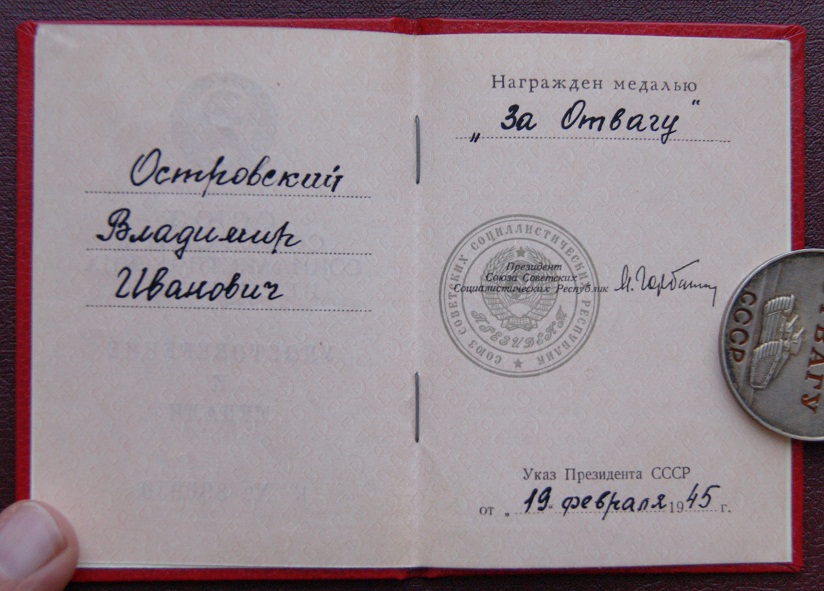 Островский
Владимир
Иванович
Награжден медалью
„За Отвагу"
СОЮЗ СОВЕТСКИХ СОЦИАЛИСТИЧЕСКИХ РЕСПУБЛИК
Президент
Союза Советских
Социалистических Республик
М. Горбачев
ПРЕЗИДЕНТ
Указ Президента СССР
от „19" февраля 1945 г.
ОТВАГУ
СССР